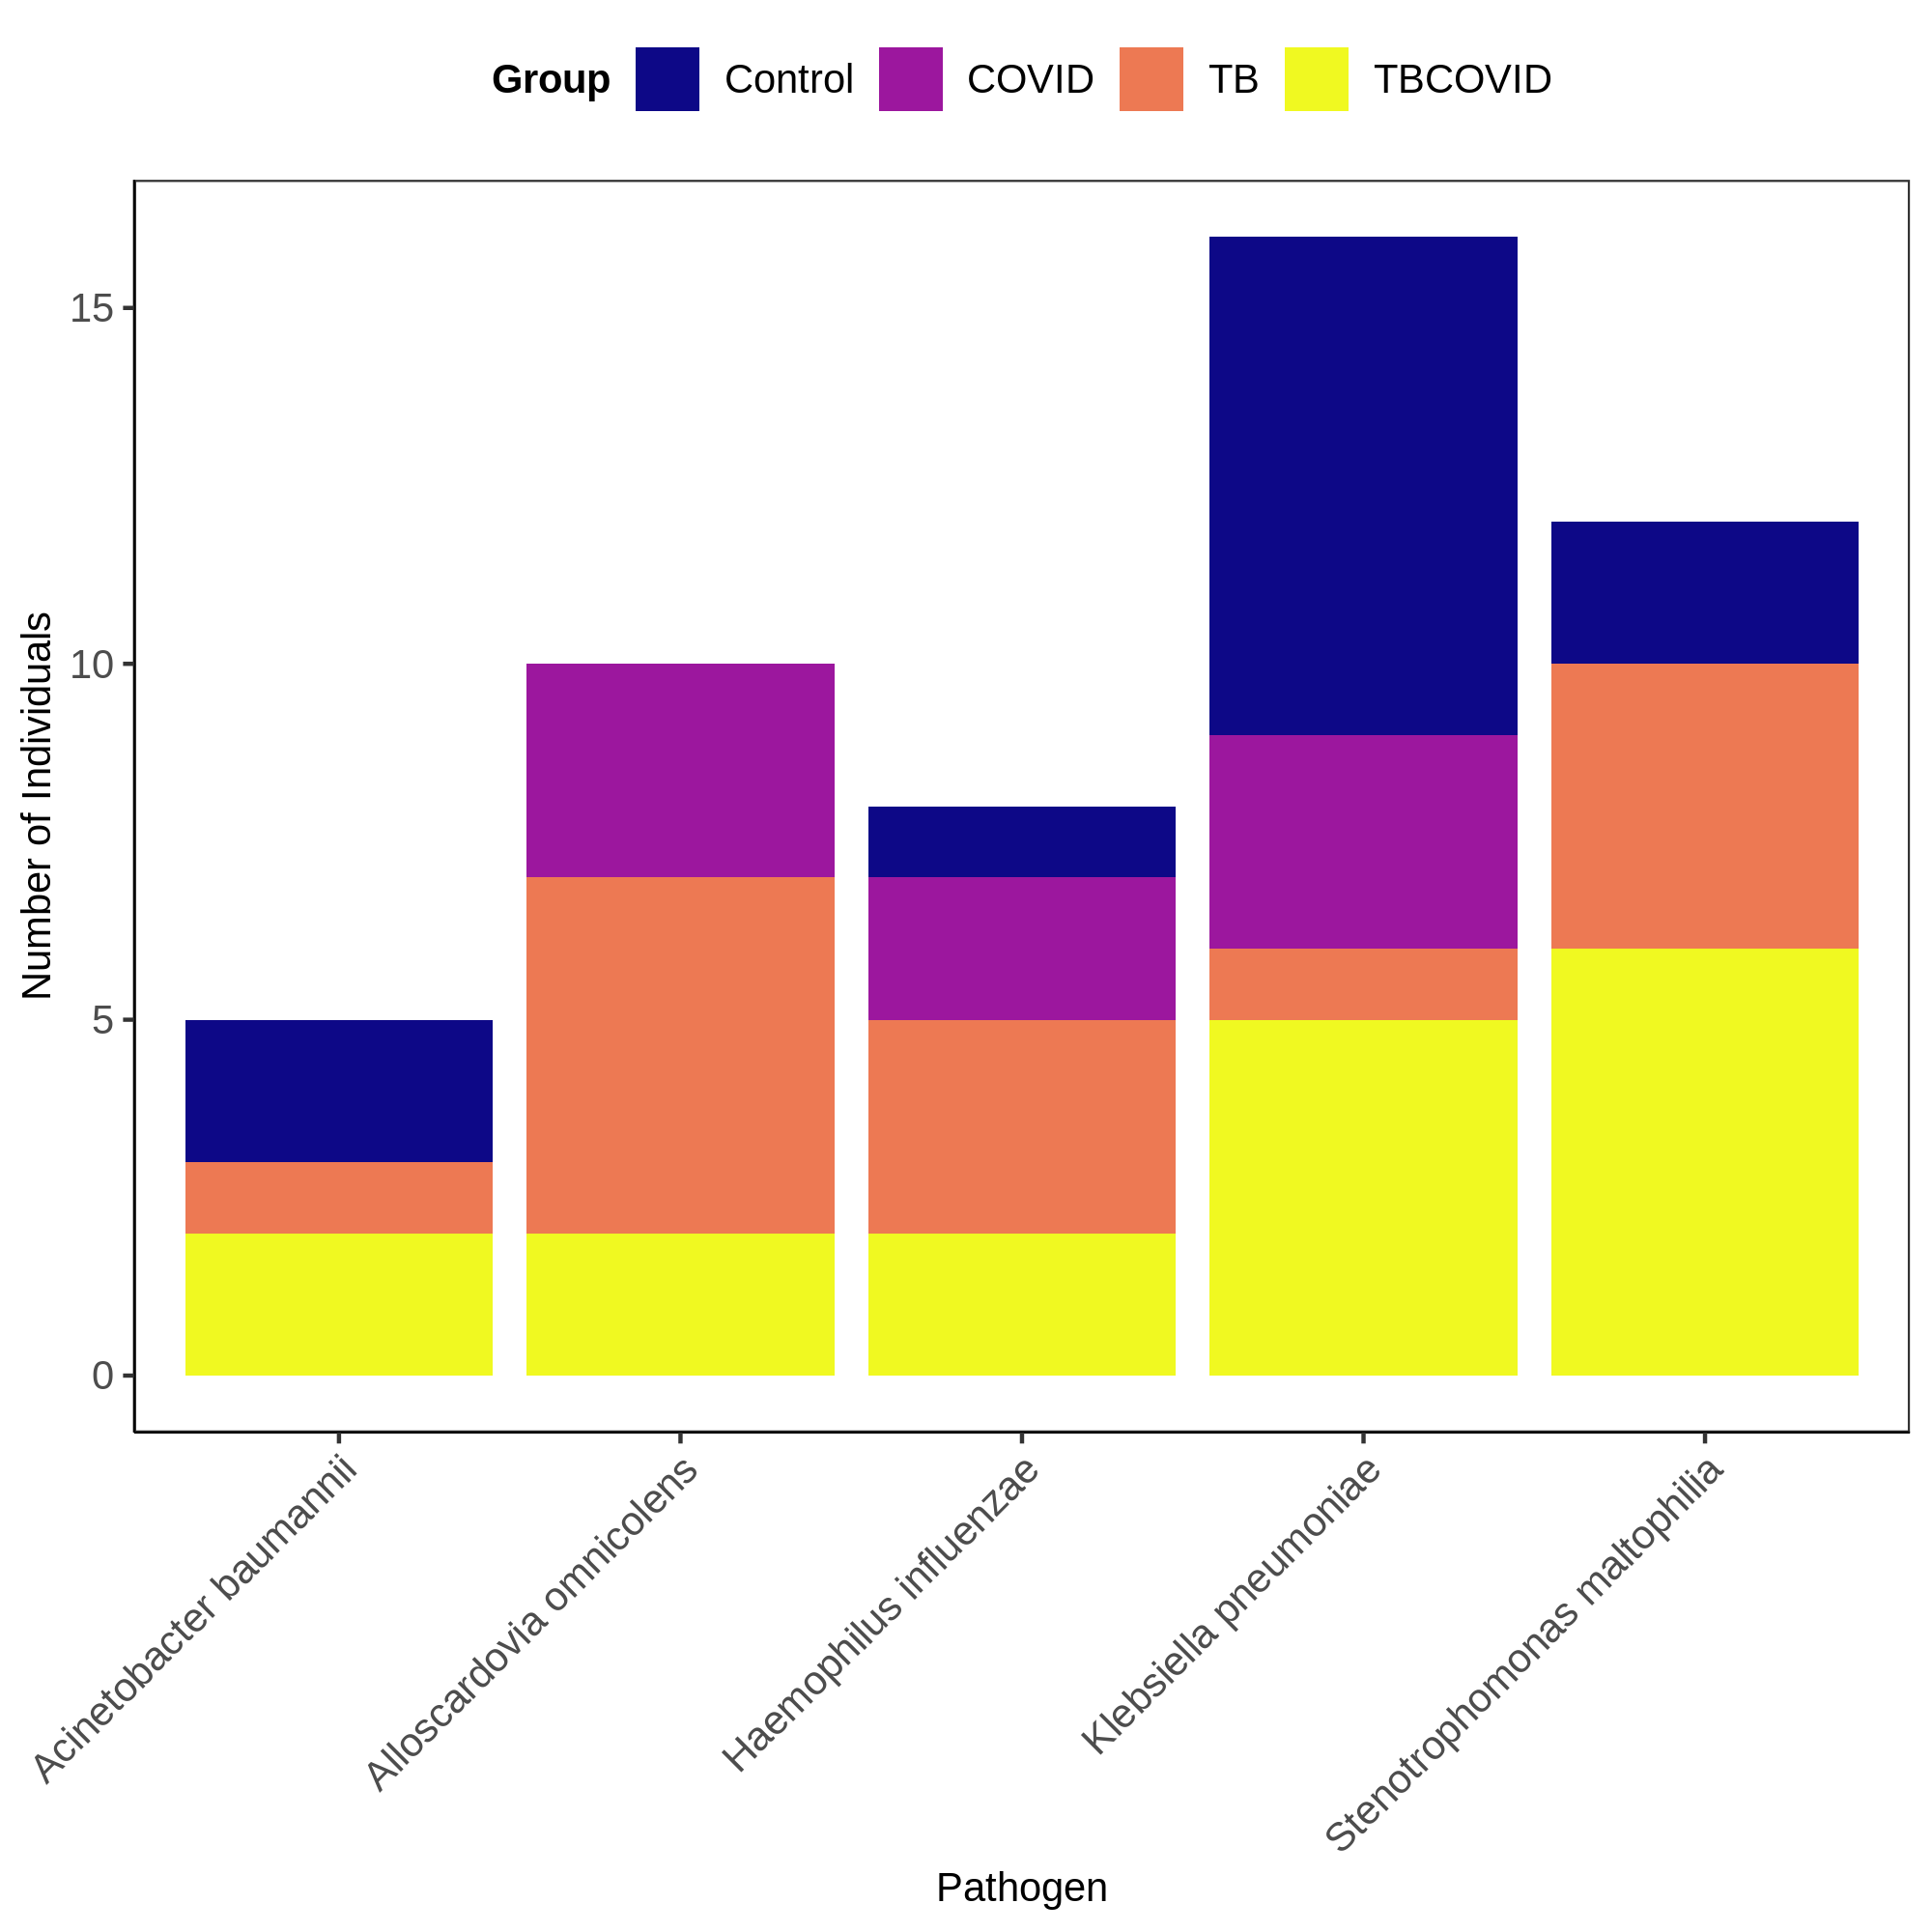 Group Control COVID TB TBCOVID
Number of Individuals
15
10
5
0
Acinetobacter baumannii
Alloscardovia omnicolens
Haemophilus influenzae
Klebsiella pneumoniae
Stenotrophomonas maltophilia
Pathogen